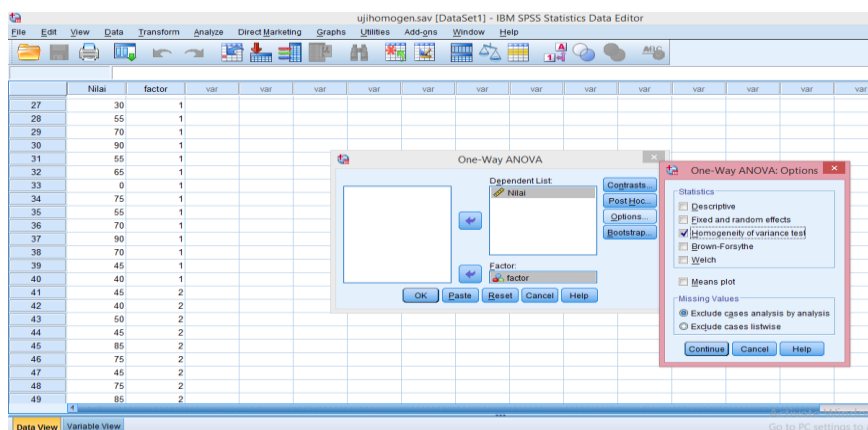 ujihomogen.sav [DataSet1] - IBM SPSS Statistics Data Editor
File Edit View Data Transform Analyze Direct Marketing Graphs Utilities Add-ons Window Help
Nilai factor var var var var var var var var var var var
27 30 1
28 55 1
29 70 1
30 90 1
31 55 1
32 65 1
33 0 1
34 75 1
35 55 1
36 70 1
37 90 1
38 70 1
39 45 1
40 40 1
41 45 2
42 40 2
43 50 2
44 45 2
45 85 2
46 75 2
47 45 2
48 75 2
49 85 2
Data View Variable View
One-Way ANOVA
Dependent List:
Nilai
Factor:
factor
Contrasts...
Post Hoc...
Options...
Bootstrap...
OK Paste Reset Cancel Help
One-Way ANOVA: Options
Statistics
Descriptive
Fixed and random effects
Homogeneity of variance test
Brown-Forsythe
Welch
Means plot
Missing Values
Exclude cases analysis by analysis
Exclude cases listwise
Continue Cancel Help
Go to PC settings to